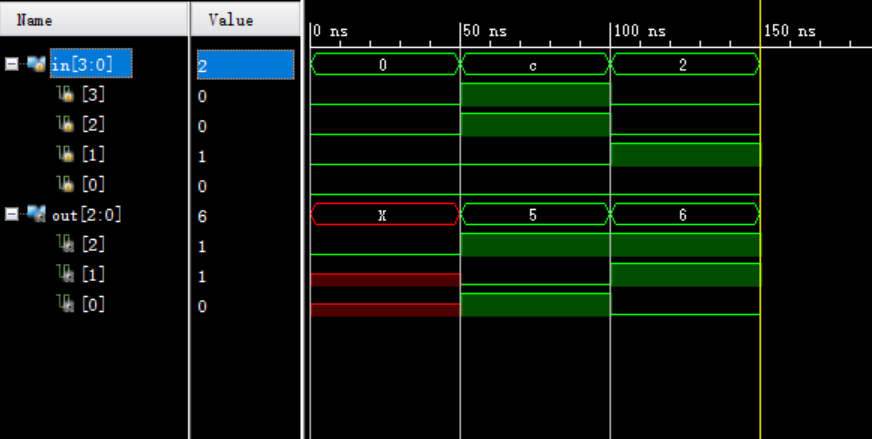 Name Value 0 ns 50 ns 100 ns 150 ns
in[3:0] 2 0 c 2
[3] 0
[2] 0
[1] 1
[0] 0
out[2:0] 6 X 5 6
[2] 1
[1] 1
[0] 0